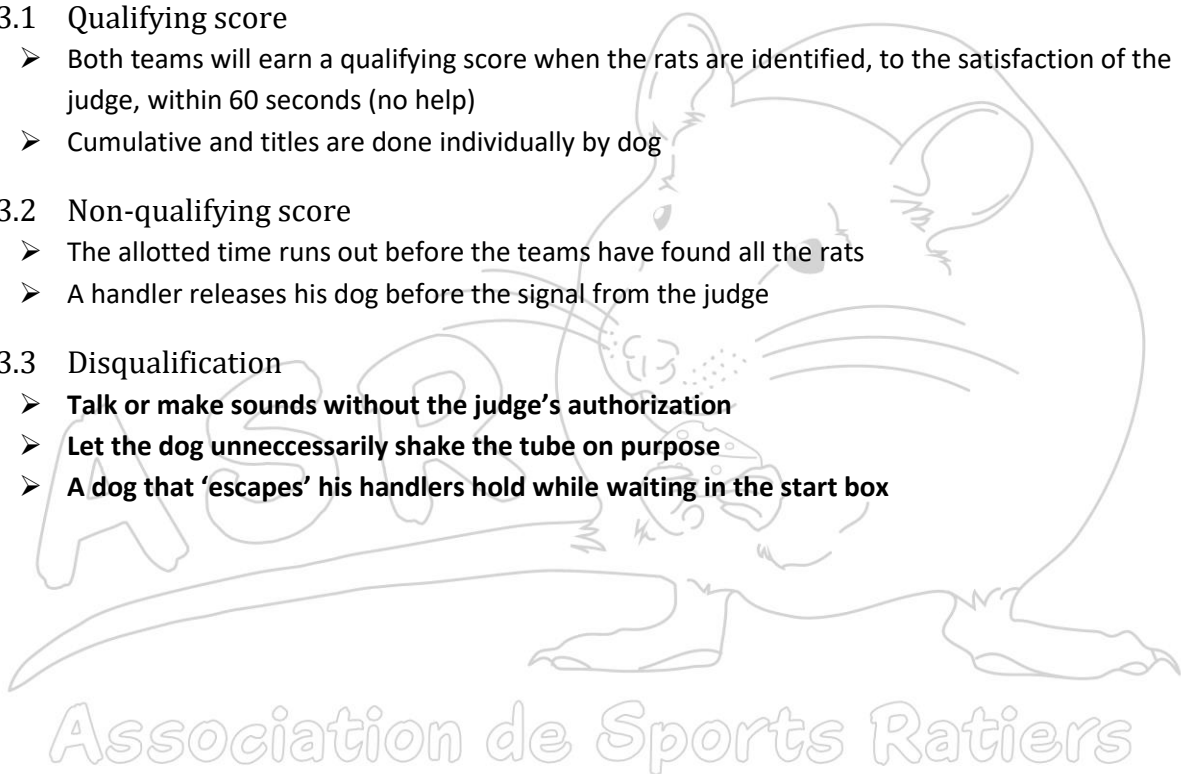 3.1 Qualifying score
➢ Both teams will earn a qualifying score when the rats are identified, to the satisfaction of the
judge, within 60 seconds (no help)
➢ Cumulative and titles are done individually by dog
3.2 Non-qualifying score
➢ The allotted time runs out before the teams have found all the rats
➢ A handler releases his dog before the signal from the judge
3.3 Disqualification
➢ Talk or make sounds without the judge’s authorization
➢ Let the dog unneccessarily shake the tube on purpose
➢ A dog that ‘escapes’ his handlers hold while waiting in the start box
ASR
Association de Sports Ratiers